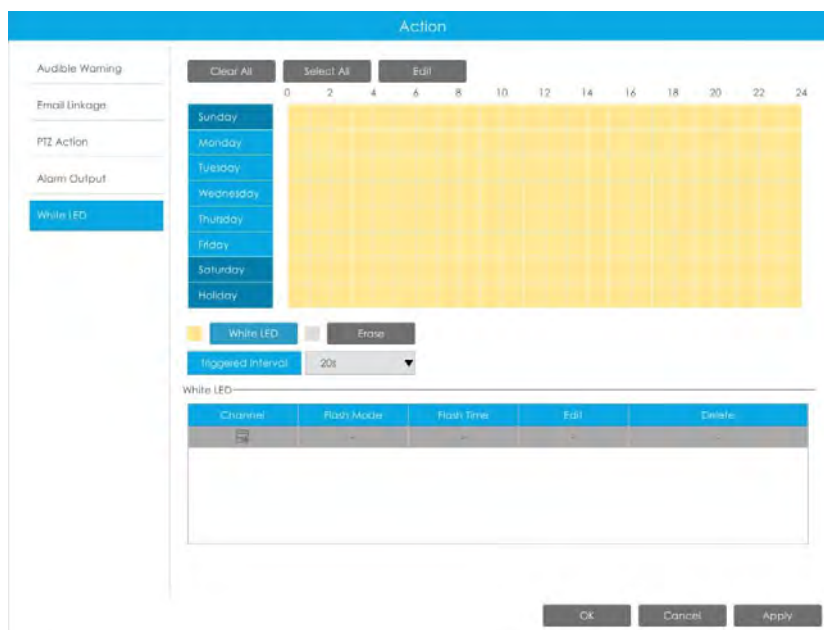 Action
Audible Warning
Email Linkage
PTZ Action
Alarm Output
White LED
Clear All Select All Edit
0 2 4 6 8 10 12 14 16 18 20 22 24
Sunday
Monday
Tuesday
Wednesday
Thursday
Friday
Saturday
Holiday
White LED Erase
Triggered Interval 20s
White LED
Channel Flash Mode Flash Time Edit Delete
- - - -
OK Cancel Apply